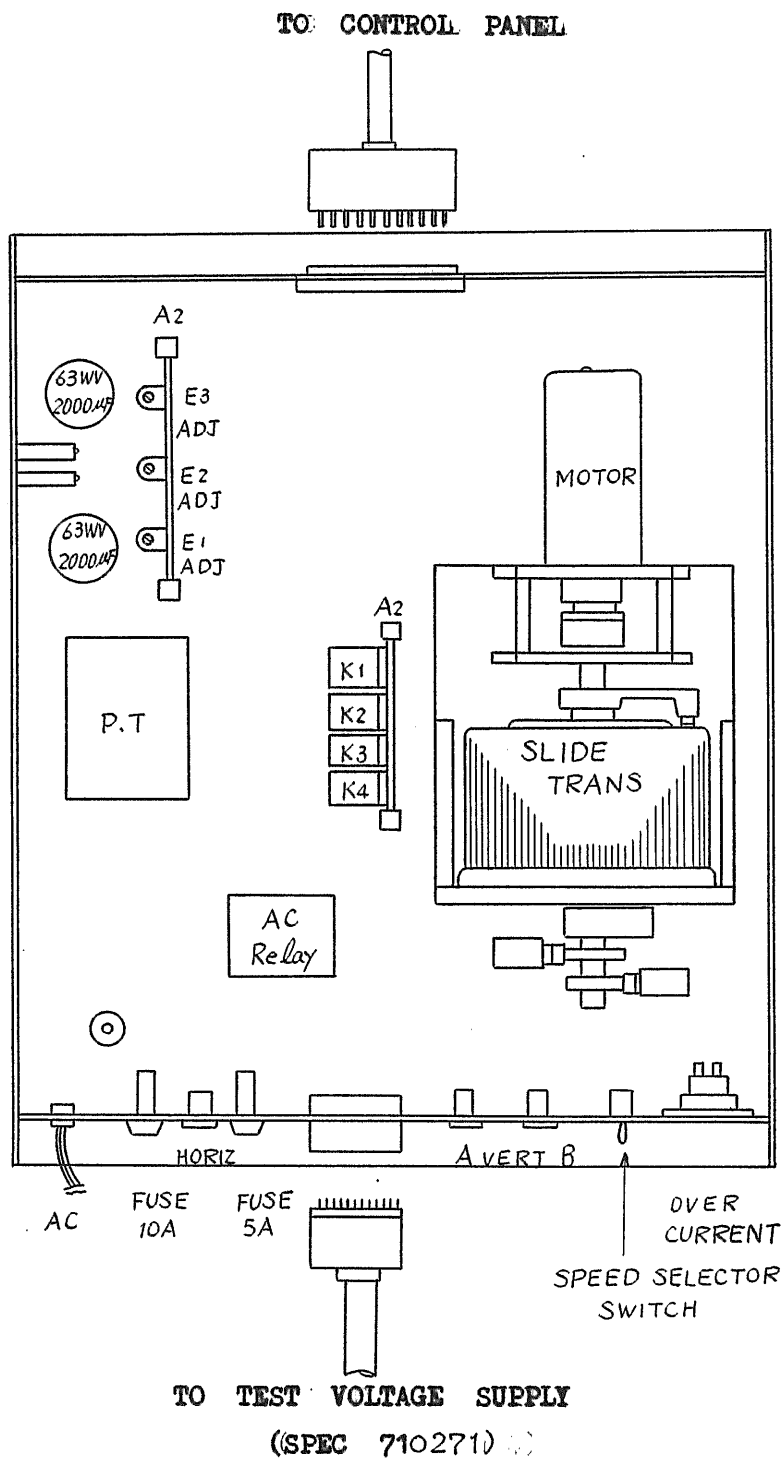 TO CONTROL PANEL
A2
63WV
2000µF
E3
ADJ
E2
ADJ
63WV
2000µF
E1
ADJ
MOTOR
A2
K1
K2
K3
K4
P.T
SLIDE
TRANS
AC
Relay
HORIZ
A VERT B
AC
FUSE
10A
FUSE
5A
OVER
CURRENT
SPEED SELECTOR
SWITCH
TO TEST VOLTAGE SUPPLY
(SPEC 710271)